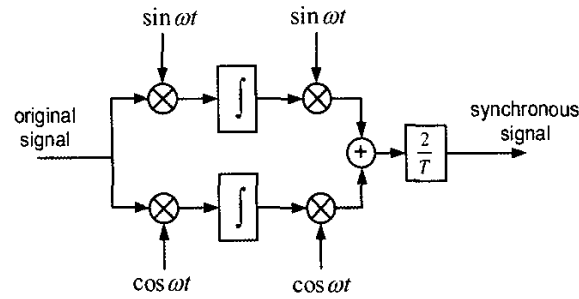 sin ωt sin ωt
original
signal
∫
synchronous
signal
+
2/T
∫
cos ωt cos ωt